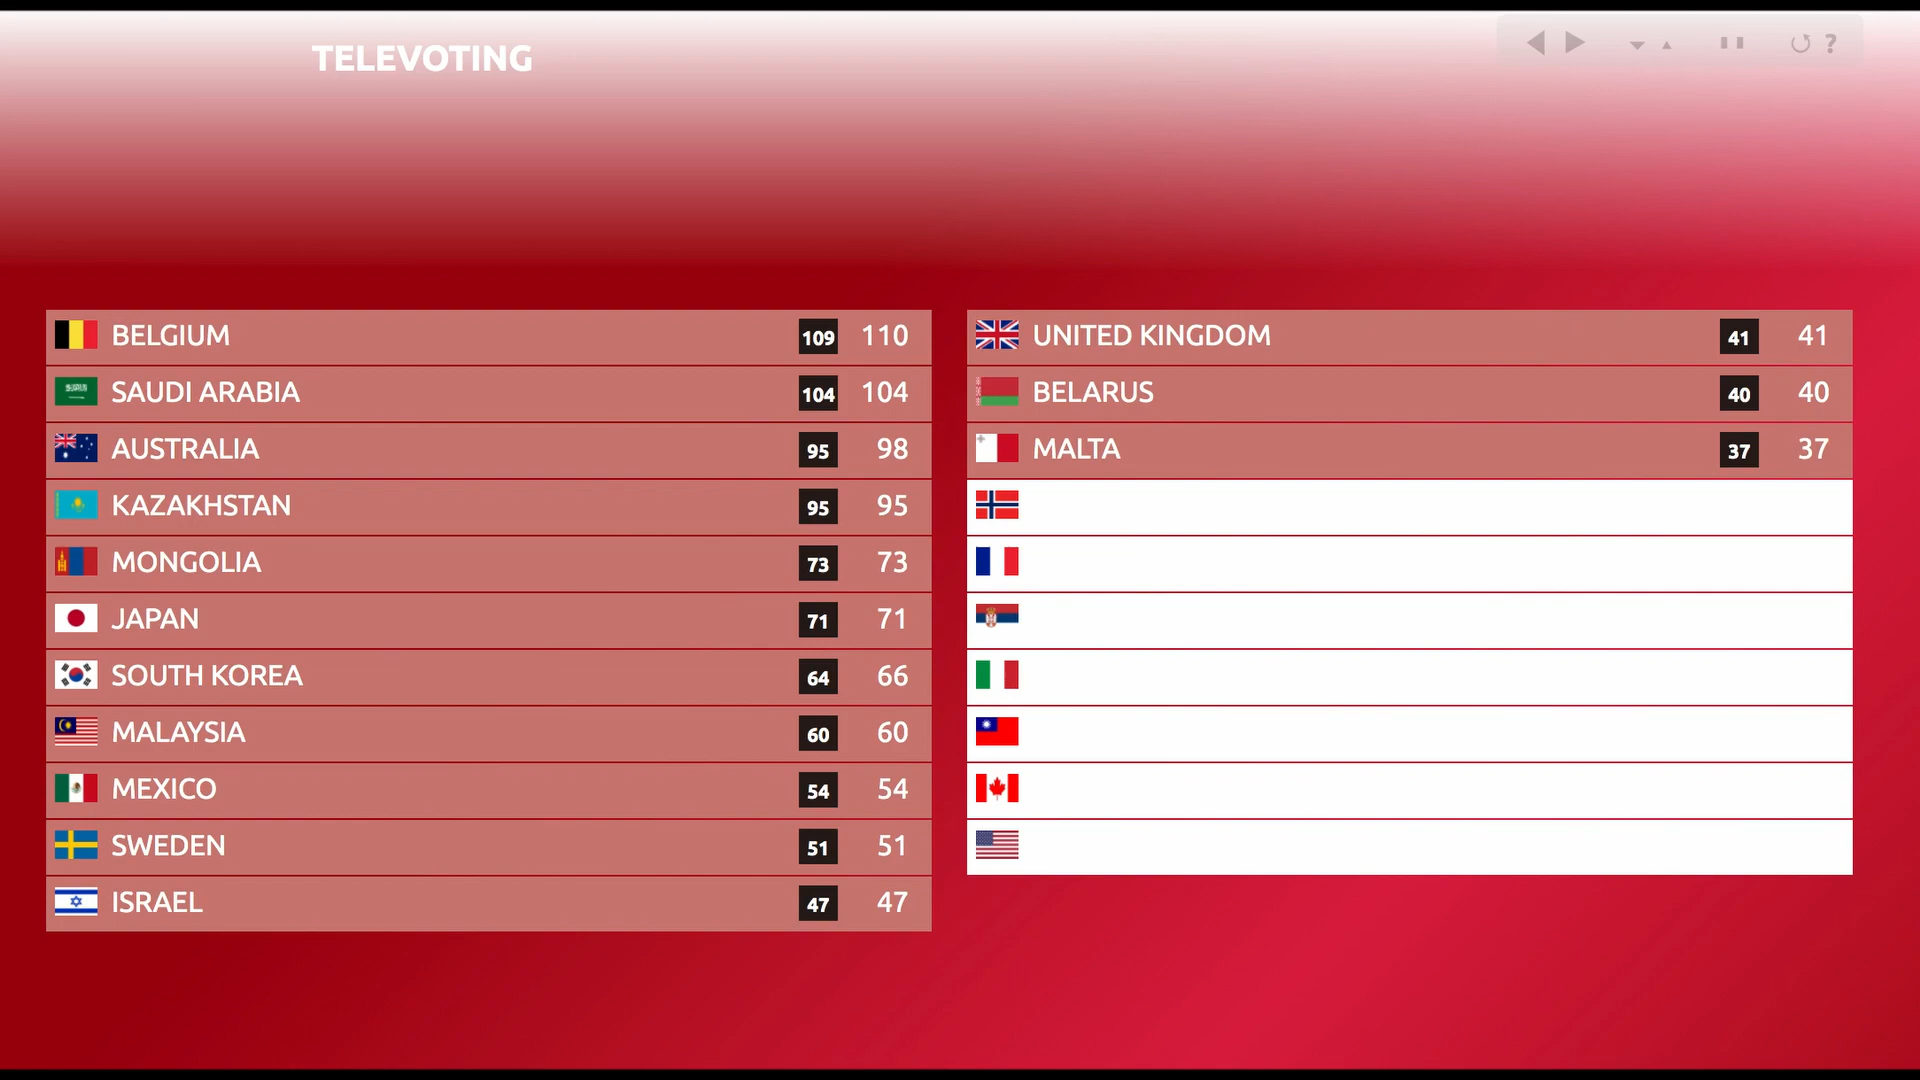 TELEVOTING
?
BELGIUM 109 110
SAUDI ARABIA 104 104
AUSTRALIA 95 98
KAZAKHSTAN 95 95
MONGOLIA 73 73
JAPAN 71 71
SOUTH KOREA 64 66
MALAYSIA 60 60
MEXICO 54 54
SWEDEN 51 51
ISRAEL 47 47
UNITED KINGDOM 41 41
BELARUS 40 40
MALTA 37 37